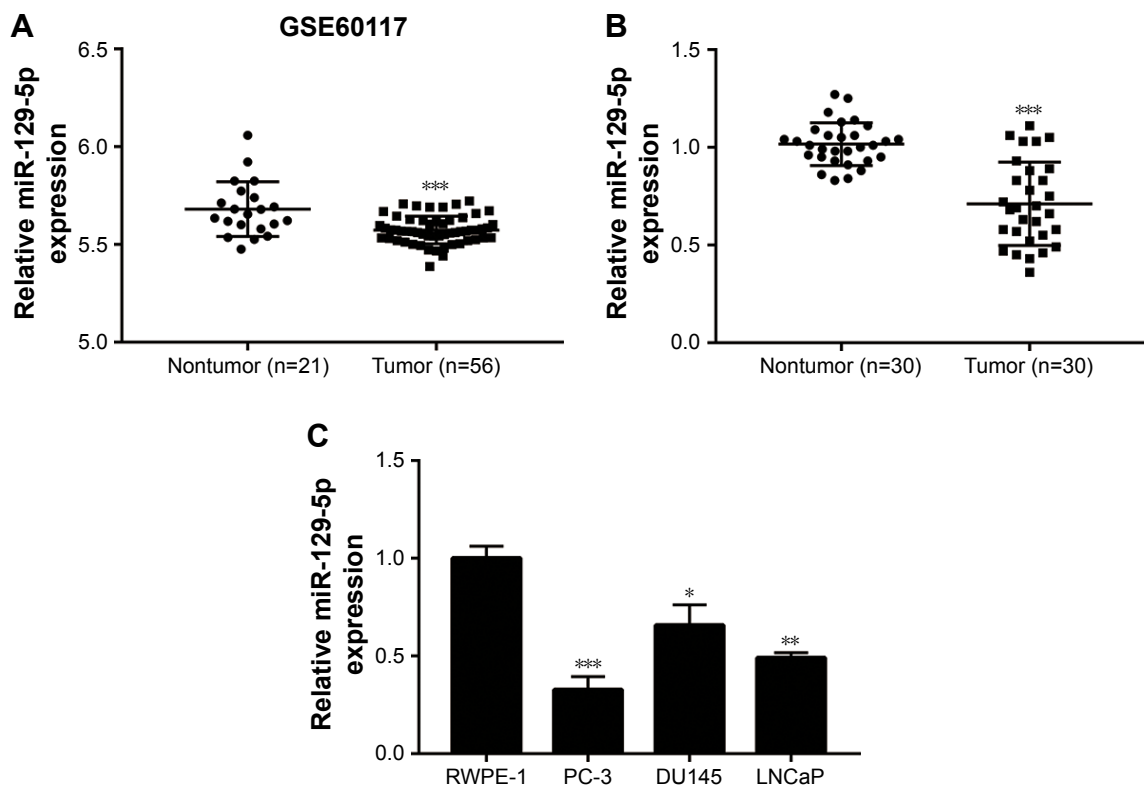 A
GSE60117
Relative miR-129-5p
expression
6.5
6.0
5.5
5.0
***
Nontumor (n=21) Tumor (n=56)
B
Relative miR-129-5p
expression
1.5
1.0
0.5
0.0
***
Nontumor (n=30) Tumor (n=30)
C
Relative miR-129-5p
expression
1.5
1.0
0.5
0.0
***
*
**
RWPE-1 PC-3 DU145 LNCaP